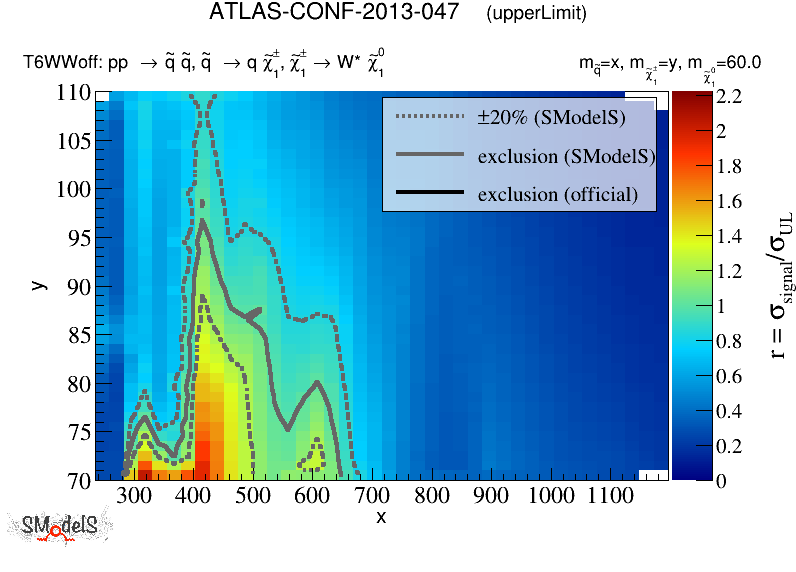 ATLAS-CONF-2013-047 (upperLimit)
T6WWoff: pp → q̃ q̃, q̃ → q χ̃₁±, χ̃₁± → W* χ̃₁⁰
m_q̃=x, m_χ̃₁±=y, m_χ̃₁⁰=60.0
±20% (SModelS)
exclusion (SModelS)
exclusion (official)
110
105
100
95
90
85
80
75
70
y
300 400 500 600 700 800 900 1000 1100
x
2.2
2
1.8
1.6
1.4
1.2
1
0.8
0.6
0.4
0.2
0
r = σsignal/σUL
SModelS